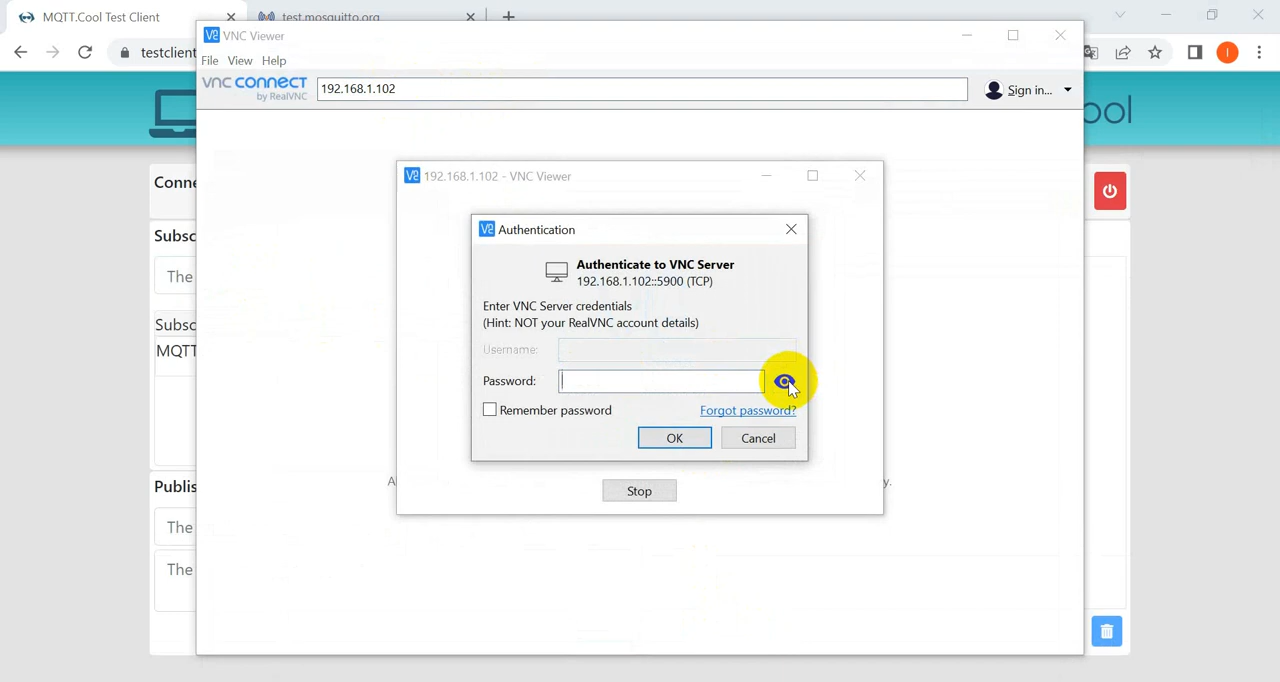 MQTT.Cool Test Client
test.mosquitto.org
VNC Viewer
testclient
File View Help
VNC CONNECT
by RealVNC
192.168.1.102
Sign in...
ool
192.168.1.102 - VNC Viewer
Conne
Authentication
Subsc
Authenticate to VNC Server
The
192.168.1.102::5900 (TCP)
Enter VNC Server credentials
(Hint: NOT your RealVNC account details)
Subsc
Username:
MQTT
Password:
Remember password
Forgot password?
OK
Cancel
A
y.
Publis
Stop
The
The